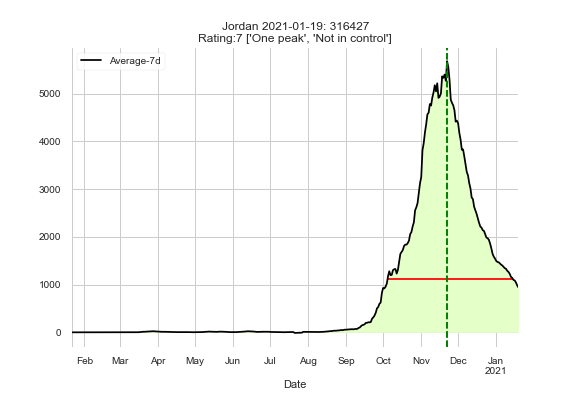 Jordan 2021-01-19: 316427
Rating:7 ['One peak', 'Not in control']
Average-7d
5000
4000
3000
2000
1000
0
Feb Mar Apr May Jun Jul Aug Sep Oct Nov Dec Jan
2021
Date